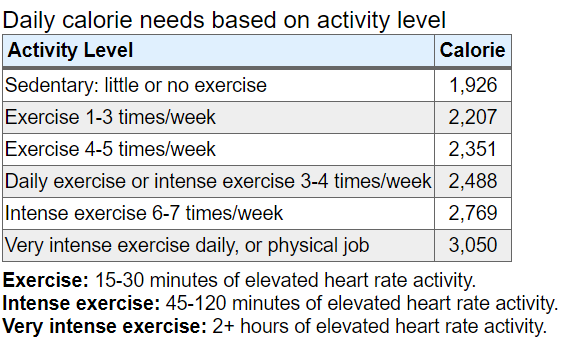 Daily calorie needs based on activity level
Activity Level Calorie
Sedentary: little or no exercise 1,926
Exercise 1-3 times/week 2,207
Exercise 4-5 times/week 2,351
Daily exercise or intense exercise 3-4 times/week 2,488
Intense exercise 6-7 times/week 2,769
Very intense exercise daily, or physical job 3,050
Exercise: 15-30 minutes of elevated heart rate activity.
Intense exercise: 45-120 minutes of elevated heart rate activity.
Very intense exercise: 2+ hours of elevated heart rate activity.